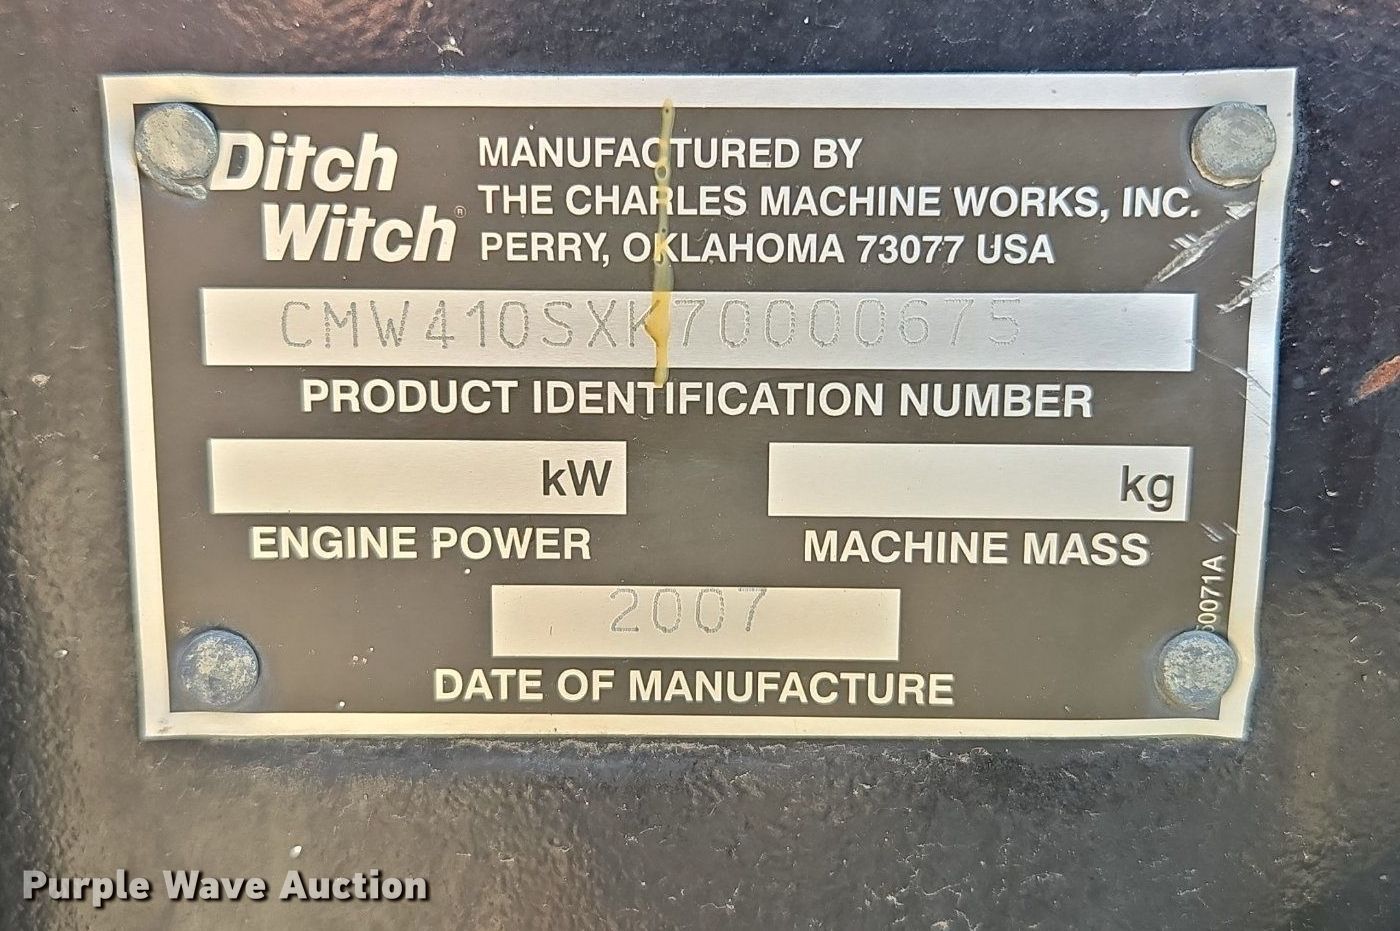 Ditch Witch®
MANUFACTURED BY
THE CHARLES MACHINE WORKS, INC.
PERRY, OKLAHOMA 73077 USA
CMW410SXK70000675
PRODUCT IDENTIFICATION NUMBER
kW
ENGINE POWER
kg
MACHINE MASS
2007
DATE OF MANUFACTURE
Purple Wave Auction